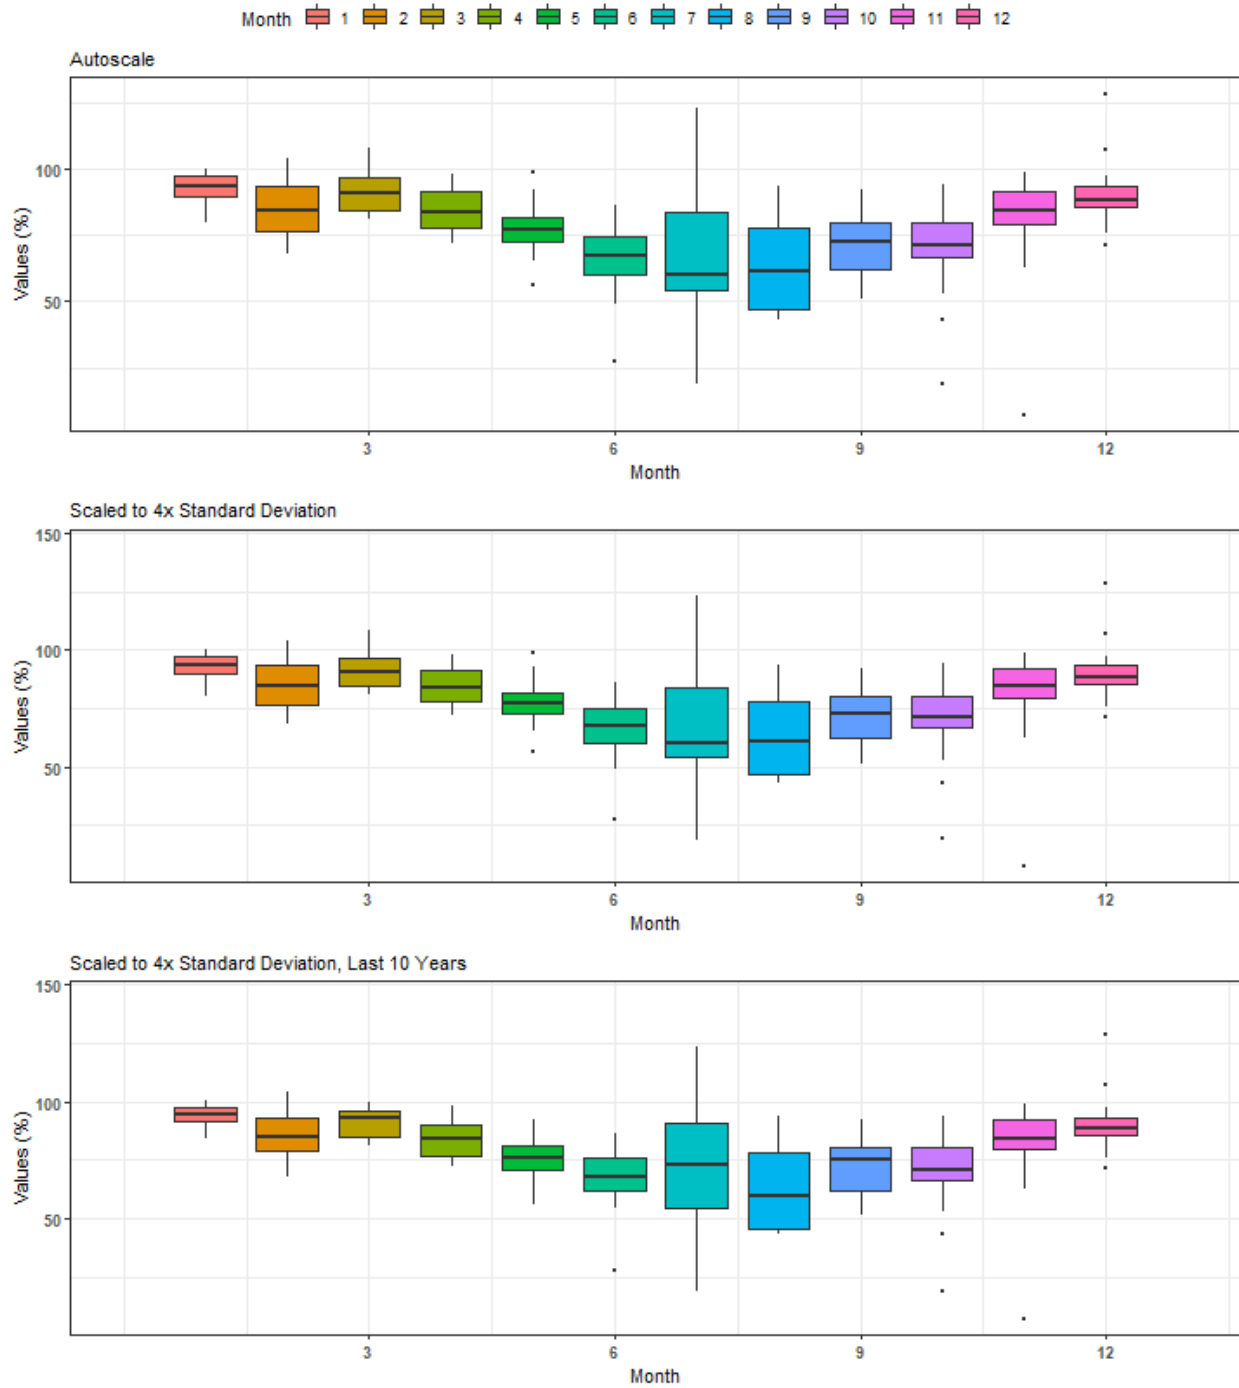 Month 1 2 3 4 5 6 7 8 9 10 11 12
Autoscale
Values (%)
100
50
3 6 9 12
Month
Scaled to 4x Standard Deviation
Values (%)
150
100
50
3 6 9 12
Month
Scaled to 4x Standard Deviation, Last 10 Years
Values (%)
150
100
50
3 6 9 12
Month